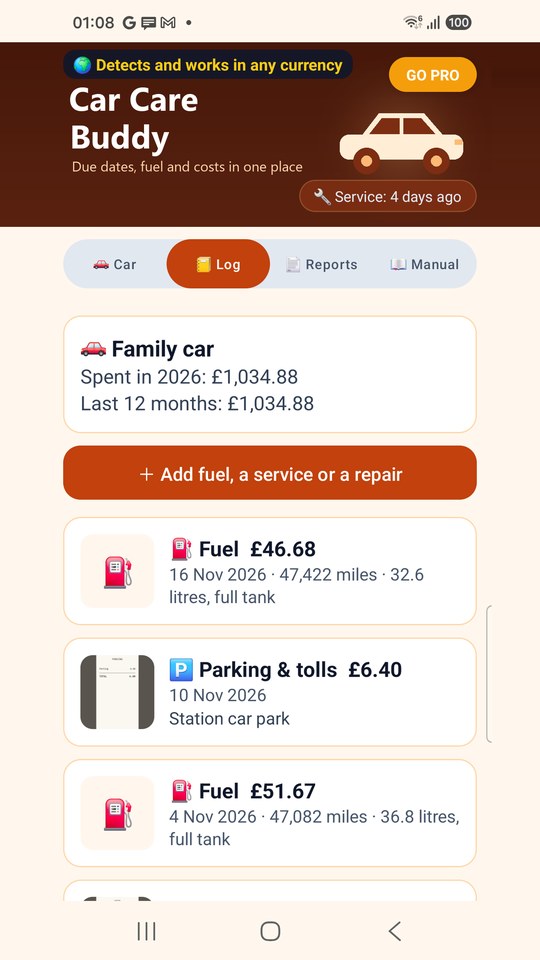 01:08
100
Detects and works in any currency
GO PRO
Car Care
Buddy
Due dates, fuel and costs in one place
Service: 4 days ago
Car
Log
Reports
Manual
Family car
Spent in 2026: £1,034.88
Last 12 months: £1,034.88
+ Add fuel, a service or a repair
Fuel £46.68
16 Nov 2026 · 47,422 miles · 32.6
litres, full tank
P Parking & tolls £6.40
10 Nov 2026
Station car park
Fuel £51.67
4 Nov 2026 · 47,082 miles · 36.8 litres,
full tank